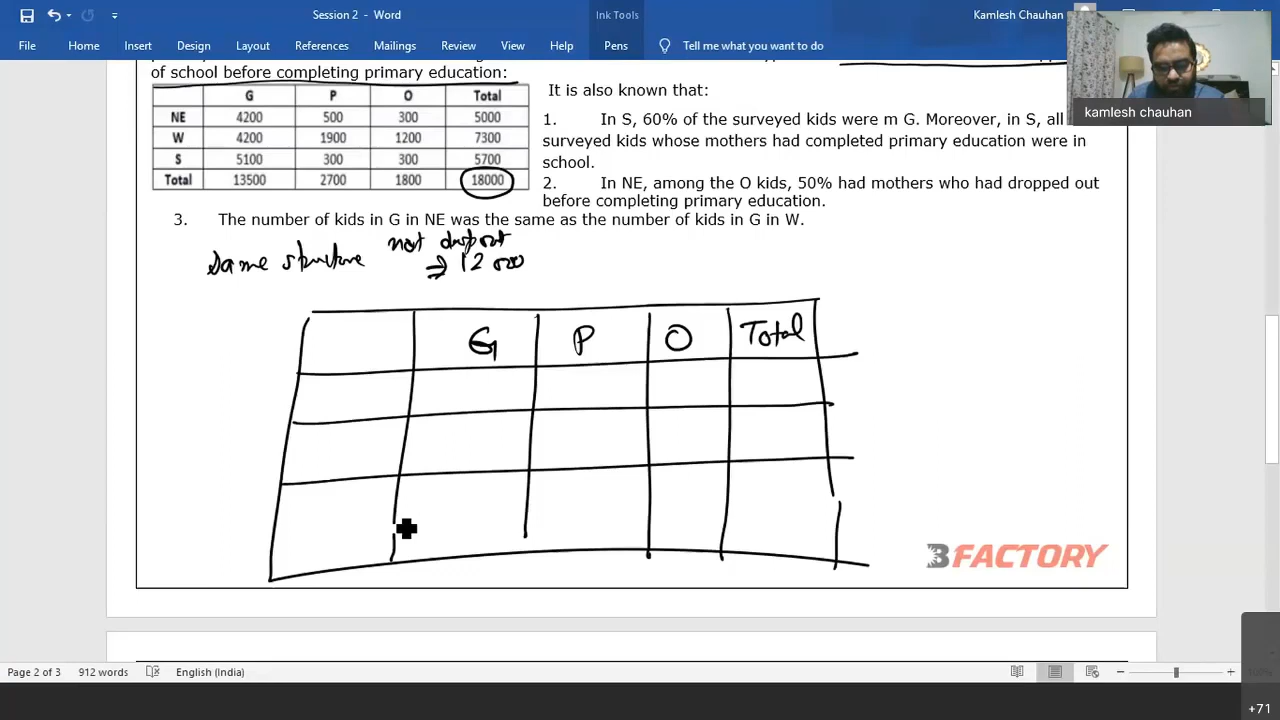 Session 2 - Word
Ink Tools
Kamlesh Chauhan
File Home Insert Design Layout References Mailings Review View Help Pens Tell me what you want to do
kamlesh chauhan
of school before completing primary education:
G P O Total
NE 4200 500 300 5000
W 4200 1900 1200 7300
S 5100 300 300 5700
Total 13500 2700 1800 18000
It is also known that:
1. In S, 60% of the surveyed kids were m G. Moreover, in S, all
surveyed kids whose mothers had completed primary education were in
school.
2. In NE, among the O kids, 50% had mothers who had dropped out
before completing primary education.
3. The number of kids in G in NE was the same as the number of kids in G in W.
same structure
not dropout
⇒ 12000
G P O Total
3FACTORY
Page 2 of 3 912 words English (India)
+71